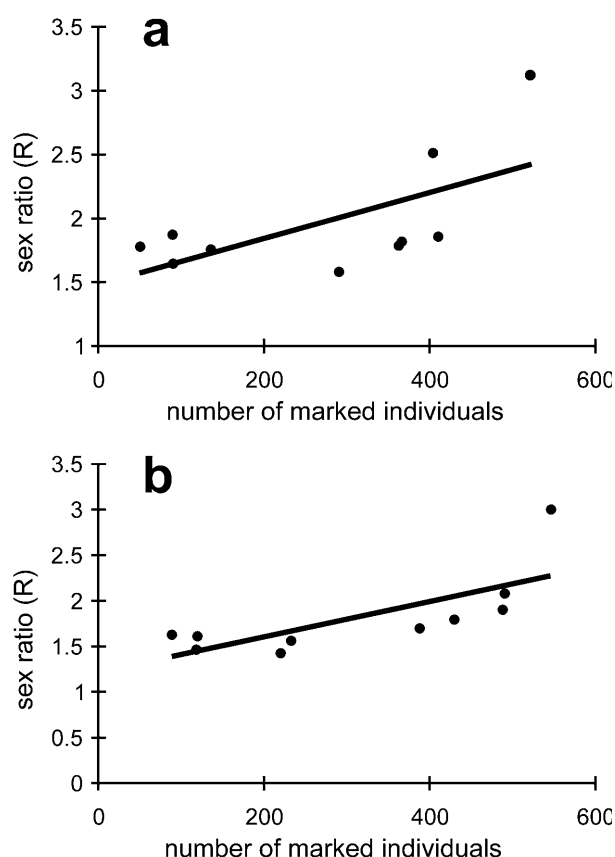 a
3.5
3
2.5
2
1.5
1
sex ratio (R)
0 200 400 600
number of marked individuals
b
3.5
3
2.5
2
1.5
1
0.5
0
sex ratio (R)
0 200 400 600
number of marked individuals